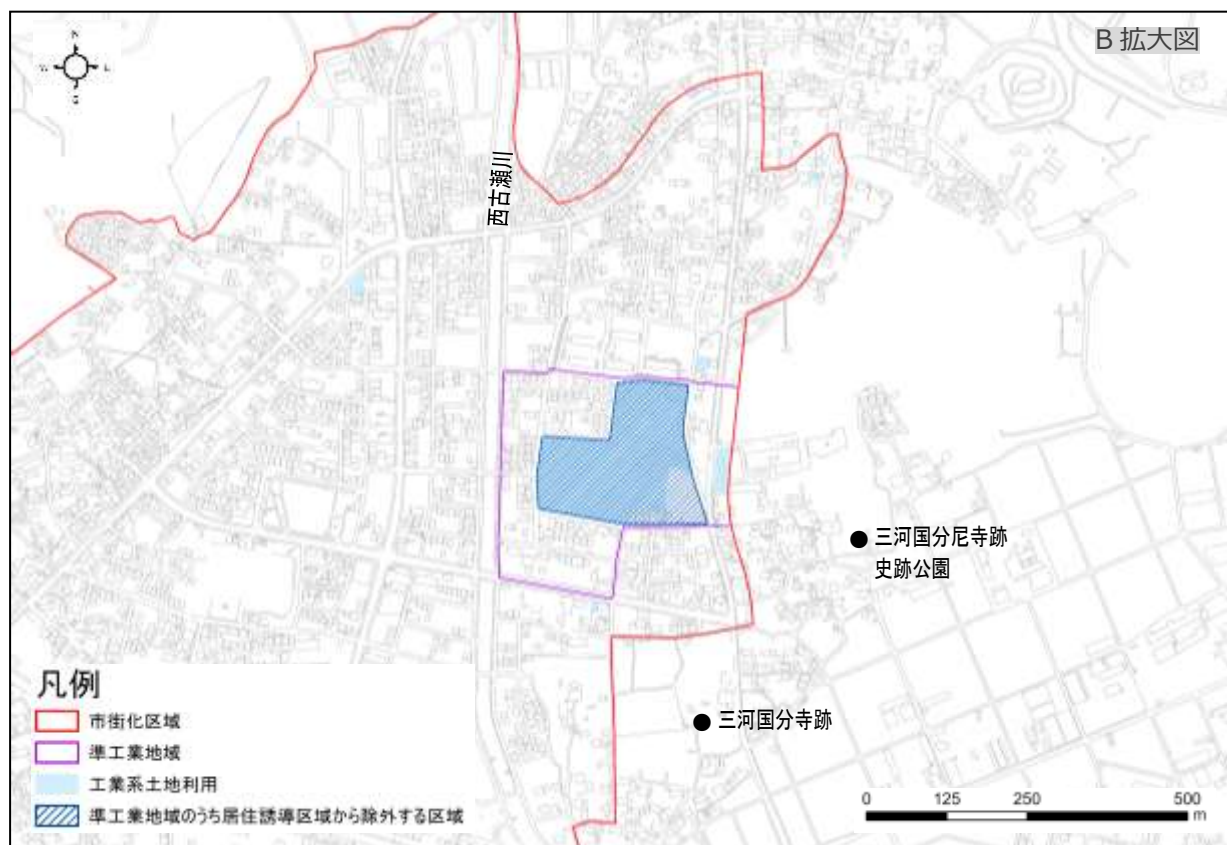 B 拡大図
西古瀬川
三河国分尼寺跡
史跡公園
三河国分寺跡
凡例
市街化区域
準工業地域
工業系土地利用
準工業地域のうち居住誘導区域から除外する区域
0 125 250 500
m